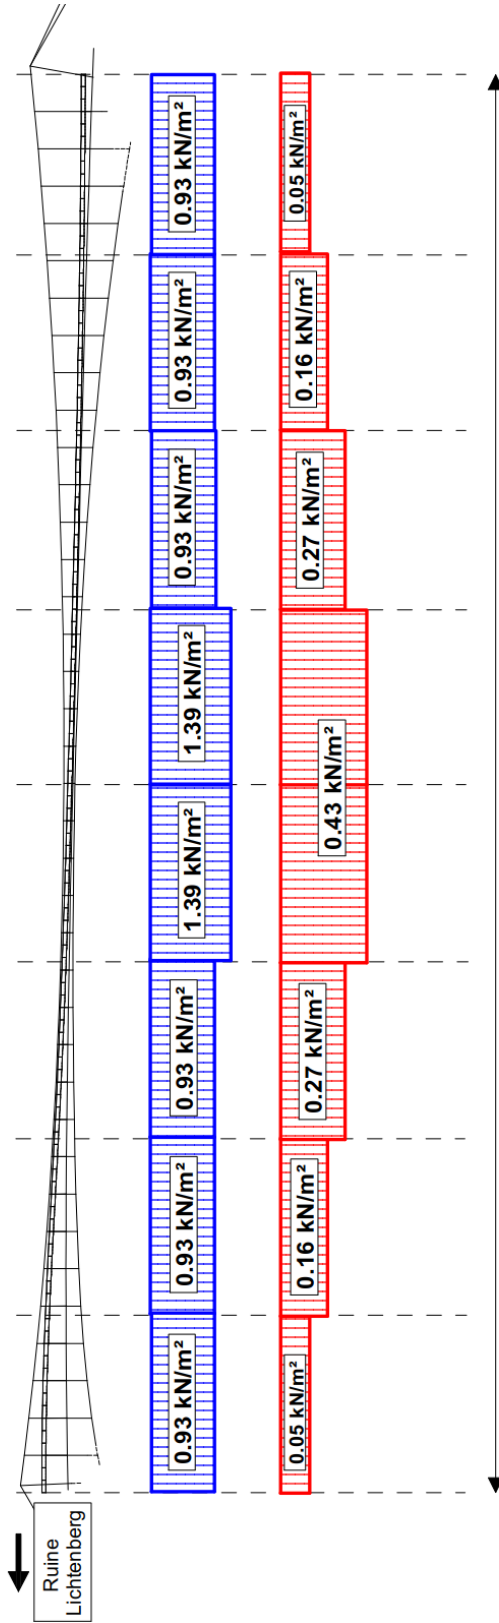 0.93 kN/m²
0.93 kN/m²
0.93 kN/m²
1.39 kN/m²
1.39 kN/m²
0.93 kN/m²
0.93 kN/m²
0.93 kN/m²
0.05 kN/m²
0.16 kN/m²
0.27 kN/m²
0.43 kN/m²
0.27 kN/m²
0.16 kN/m²
0.05 kN/m²
Ruine
Lichtenberg